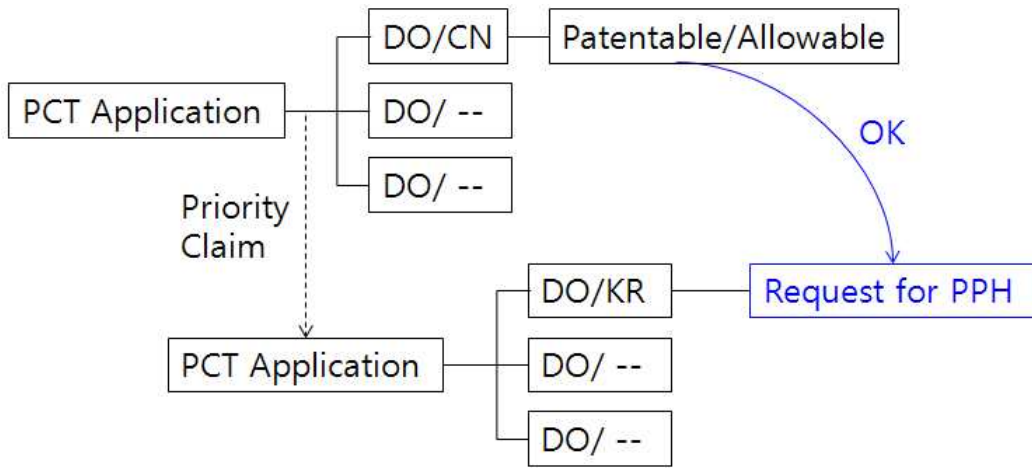 DO/CN
Patentable/Allowable
PCT Application
DO/ --
OK
DO/ --
Priority
Claim
DO/KR
Request for PPH
PCT Application
DO/ --
DO/ --